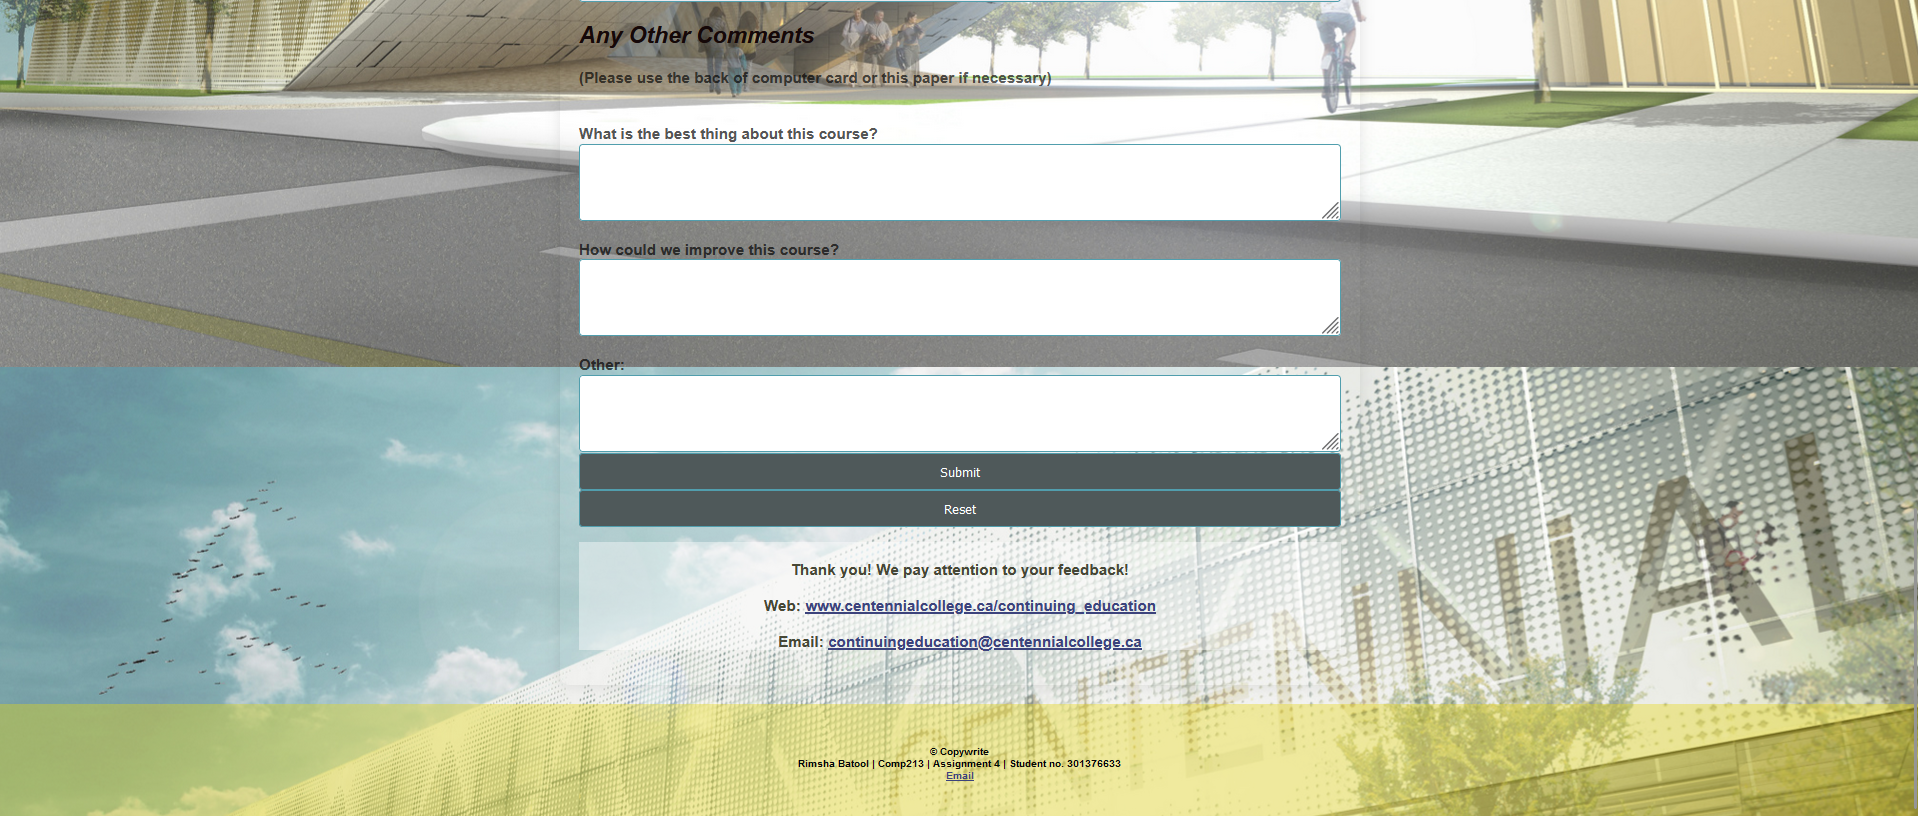 Any Other Comments
(Please use the back of computer card or this paper if necessary)
What is the best thing about this course?
How could we improve this course?
Other:
Submit
Reset
Thank you! We pay attention to your feedback!
Web: www.centennialcollege.ca/continuing_education
Email: continuingeducation@centennialcollege.ca
CENTENNIAL
© Copywrite
Rimsha Batool | Comp213 | Assignment 4 | Student no. 301376633
Email